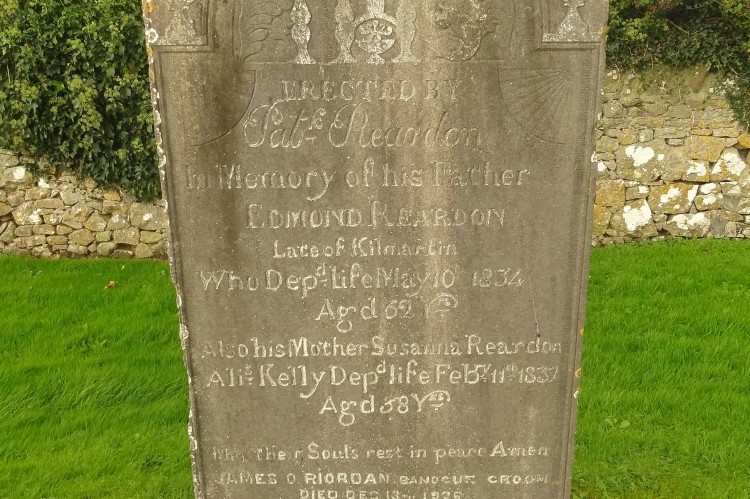 ERECTED BY
Patk. Reardon
In Memory of his Father
EDMOND REARDON
Late of Kilmartin
Who Depd. life May 10th 1834
Agd 62 Yrs
Also his Mother Susanna Reardon
Alis. Kelly Depd. life Feby. 11th 1837
Agd 58 Yrs
May Their Souls rest in peace Amen
JAMES O RIORDAN, BANOGUE CROOM
DIED DEC 13TH